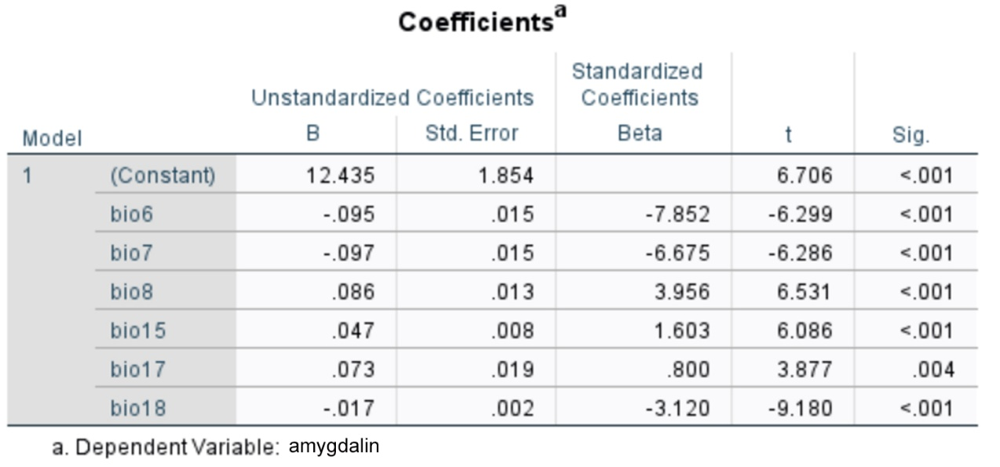 Coefficientsa
Unstandardized Coefficients Standardized Coefficients
Model B Std. Error Beta t Sig.
1 (Constant) 12.435 1.854 6.706 <.001
bio6 -.095 .015 -7.852 -6.299 <.001
bio7 -.097 .015 -6.675 -6.286 <.001
bio8 .086 .013 3.956 6.531 <.001
bio15 .047 .008 1.603 6.086 <.001
bio17 .073 .019 .800 3.877 .004
bio18 -.017 .002 -3.120 -9.180 <.001
a. Dependent Variable: amygdalin